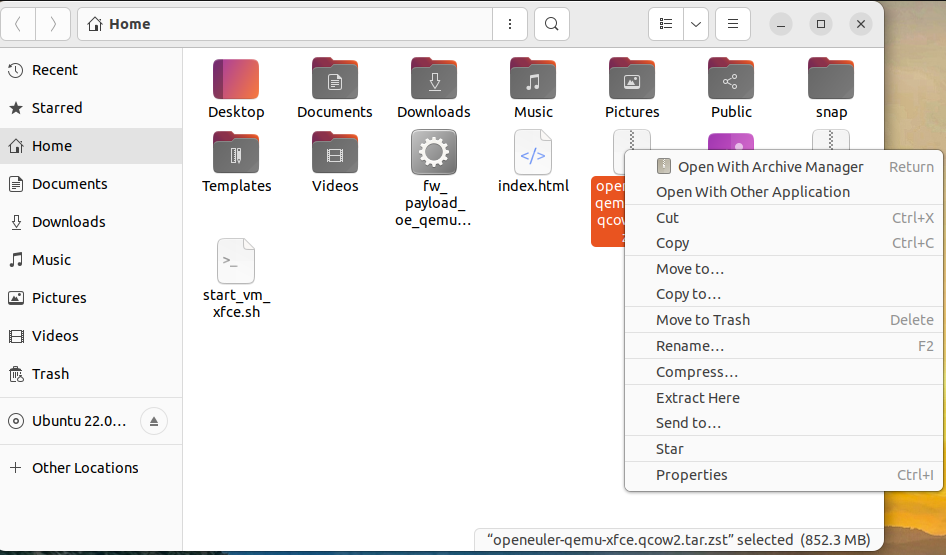 Home
Recent
Starred
Home
Documents
Downloads
Music
Pictures
Videos
Trash
Ubuntu 22.0…
Other Locations
Desktop
Documents
Downloads
Music
Pictures
Public
snap
Templates
Videos
fw_
payload_
oe_qemu…
index.html
start_vm_
xfce.sh
Open With Archive Manager Return
Open With Other Application
Cut Ctrl+X
Copy Ctrl+C
Move to…
Copy to…
Move to Trash Delete
Rename… F2
Compress…
Extract Here
Send to…
Star
Properties Ctrl+I
“openeuler-qemu-xfce.qcow2.tar.zst” selected (852.3 MB)